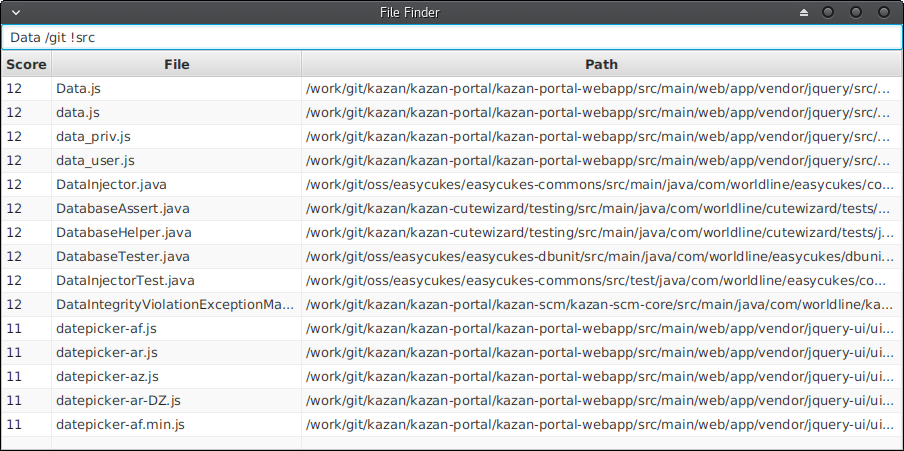 File Finder
Data /git !src
Score File Path
12 Data.js /work/git/kazan/kazan-portal/kazan-portal-webapp/src/main/web/app/vendor/jquery/src/...
12 data.js /work/git/kazan/kazan-portal/kazan-portal-webapp/src/main/web/app/vendor/jquery/src/...
12 data_priv.js /work/git/kazan/kazan-portal/kazan-portal-webapp/src/main/web/app/vendor/jquery/src/...
12 data_user.js /work/git/kazan/kazan-portal/kazan-portal-webapp/src/main/web/app/vendor/jquery/src/...
12 DataInjector.java /work/git/oss/easycukes/easycukes-commons/src/main/java/com/worldline/easycukes/co...
12 DatabaseAssert.java /work/git/kazan/kazan-cutewizard/testing/src/main/java/com/worldline/cutewizard/tests/...
12 DatabaseHelper.java /work/git/kazan/kazan-cutewizard/testing/src/main/java/com/worldline/cutewizard/tests/j...
12 DatabaseTester.java /work/git/oss/easycukes/easycukes-dbunit/src/main/java/com/worldline/easycukes/dbuni...
12 DataInjectorTest.java /work/git/oss/easycukes/easycukes-commons/src/test/java/com/worldline/easycukes/co...
12 DataIntegrityViolationExceptionMa... /work/git/kazan/kazan-portal/kazan-scm/kazan-scm-core/src/main/java/com/worldline/ka...
11 datepicker-af.js /work/git/kazan/kazan-portal/kazan-portal-webapp/src/main/web/app/vendor/jquery-ui/ui...
11 datepicker-ar.js /work/git/kazan/kazan-portal/kazan-portal-webapp/src/main/web/app/vendor/jquery-ui/ui...
11 datepicker-az.js /work/git/kazan/kazan-portal/kazan-portal-webapp/src/main/web/app/vendor/jquery-ui/ui...
11 datepicker-ar-DZ.js /work/git/kazan/kazan-portal/kazan-portal-webapp/src/main/web/app/vendor/jquery-ui/ui...
11 datepicker-af.min.js /work/git/kazan/kazan-portal/kazan-portal-webapp/src/main/web/app/vendor/jquery-ui/ui...